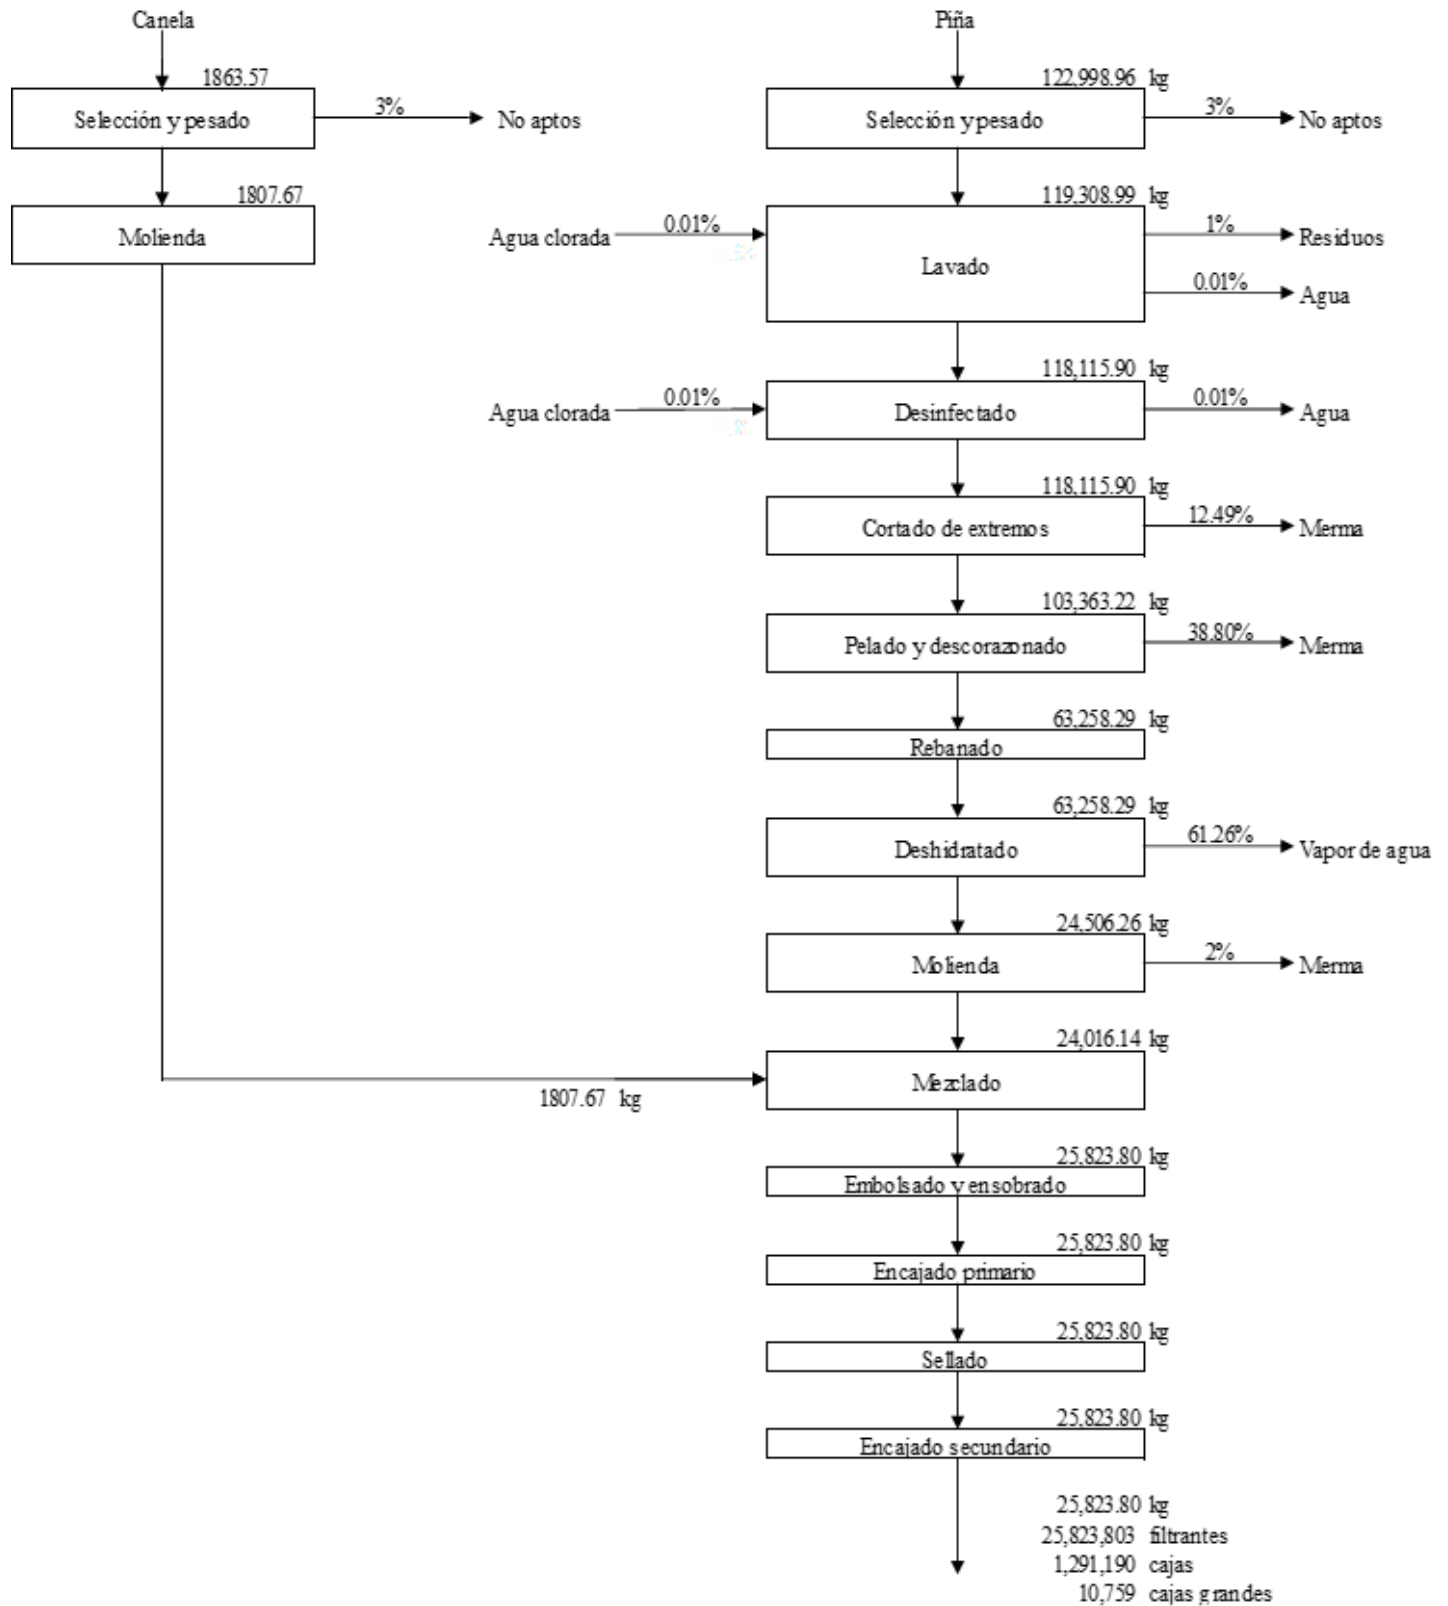 Canela
Piña
1863.57
122,998.96 kg
Selección y pesado
3%
No aptos
Selección y pesado
3%
No aptos
1807.67
119,308.99 kg
Molienda
Agua clorada
0.01%
Lavado
1%
Residuos
0.01%
Agua
118,115.90 kg
Agua clorada
0.01%
Desinfectado
0.01%
Agua
118,115.90 kg
Cortado de extremos
12.49%
Merma
103,363.22 kg
Pelado y descorazonado
38.80%
Merma
63,258.29 kg
Rebanado
63,258.29 kg
Deshidratado
61.26%
Vapor de agua
24,506.26 kg
Molienda
2%
Merma
24,016.14 kg
Mezclado
1807.67 kg
25,823.80 kg
Embolsado y ensobrado
25,823.80 kg
Encajado primario
25,823.80 kg
Sellado
25,823.80 kg
Encajado secundario
25,823.80 kg
25,823,803 filtrantes
1,291,190 cajas
10,759 cajas grandes